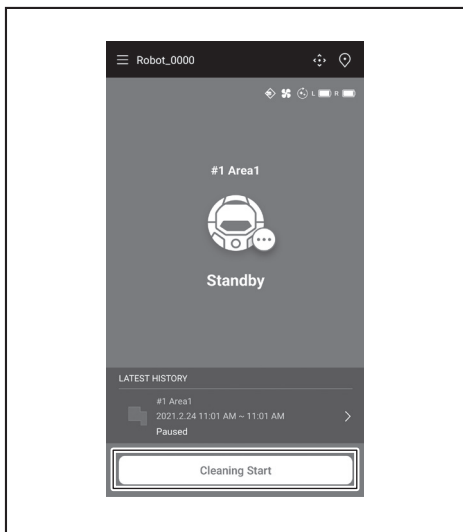 Robot_0000
L R
#1 Area1
Standby
LATEST HISTORY
#1 Area1
2021.2.24 11:01 AM ~ 11:01 AM
Paused
Cleaning Start